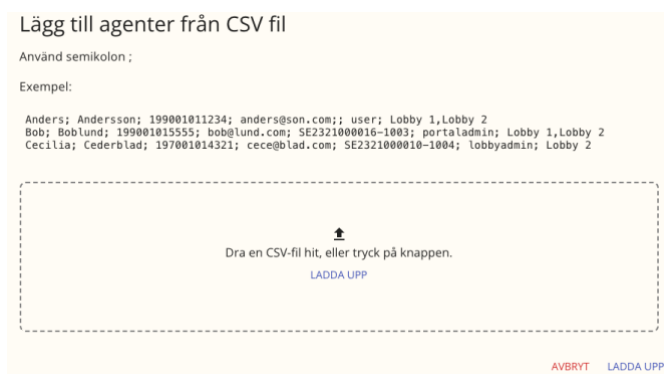 Lägg till agenter från CSV fil
Använd semikolon ;
Exempel:
Anders; Andersson; 199001011234; anders@son.com;; user; Lobby 1,Lobby 2
Bob; Boblund; 199001015555; bob@lund.com; SE2321000016-1003; portaladmin; Lobby 1,Lobby 2
Cecilia; Cederblad; 197001014321; cece@blad.com; SE2321000010-1004; lobbyadmin; Lobby 2
Dra en CSV-fil hit, eller tryck på knappen.
LADDA UPP
AVBRYT LADDA UPP